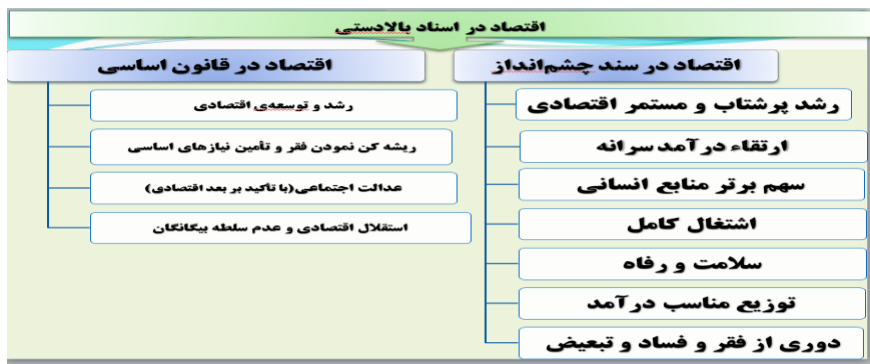 اقتصاد در اسناد بالادستی
اقتصاد در سند چشم‌انداز
رشد پرشتاب و مستمر اقتصادی
ارتقاء درآمد سرانه
سهم برتر منابع انسانی
اشتغال کامل
سلامت و رفاه
توزیع مناسب درآمد
دوری از فقر و فساد و تبعیض
اقتصاد در قانون اساسی
رشد و توسعه‌ی اقتصادی
ریشه کن نمودن فقر و تأمین نیازهای اساسی
عدالت اجتماعی(با تأکید بر بعد اقتصادی)
استقلال اقتصادی و عدم سلطه بیگانگان